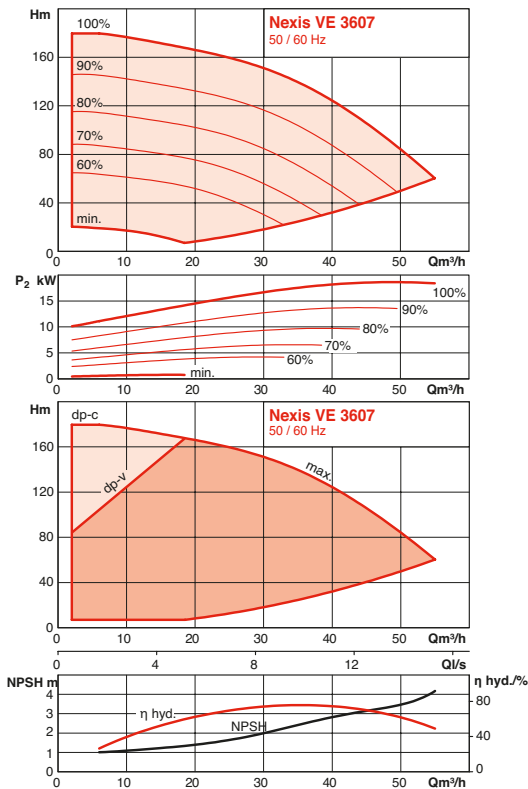 Hm
Nexis VE 3607
50 / 60 Hz
100%
160
90%
120
80%
70%
80
60%
40
min.
0
0 10 20 30 40 50 Qm³/h
P₂ kW
15
10
5
0
100%
90%
80%
70%
60%
min.
0 10 20 30 40 50 Qm³/h
Hm
dp-c
Nexis VE 3607
50 / 60 Hz
160
dp-v
max.
120
80
40
0
0 10 20 30 40 50 Qm³/h
0 4 8 12 Ql/s
NPSH m
η hyd./%
4
3
2
1
0
η hyd.
NPSH
80
40
0
0 10 20 30 40 50 Qm³/h